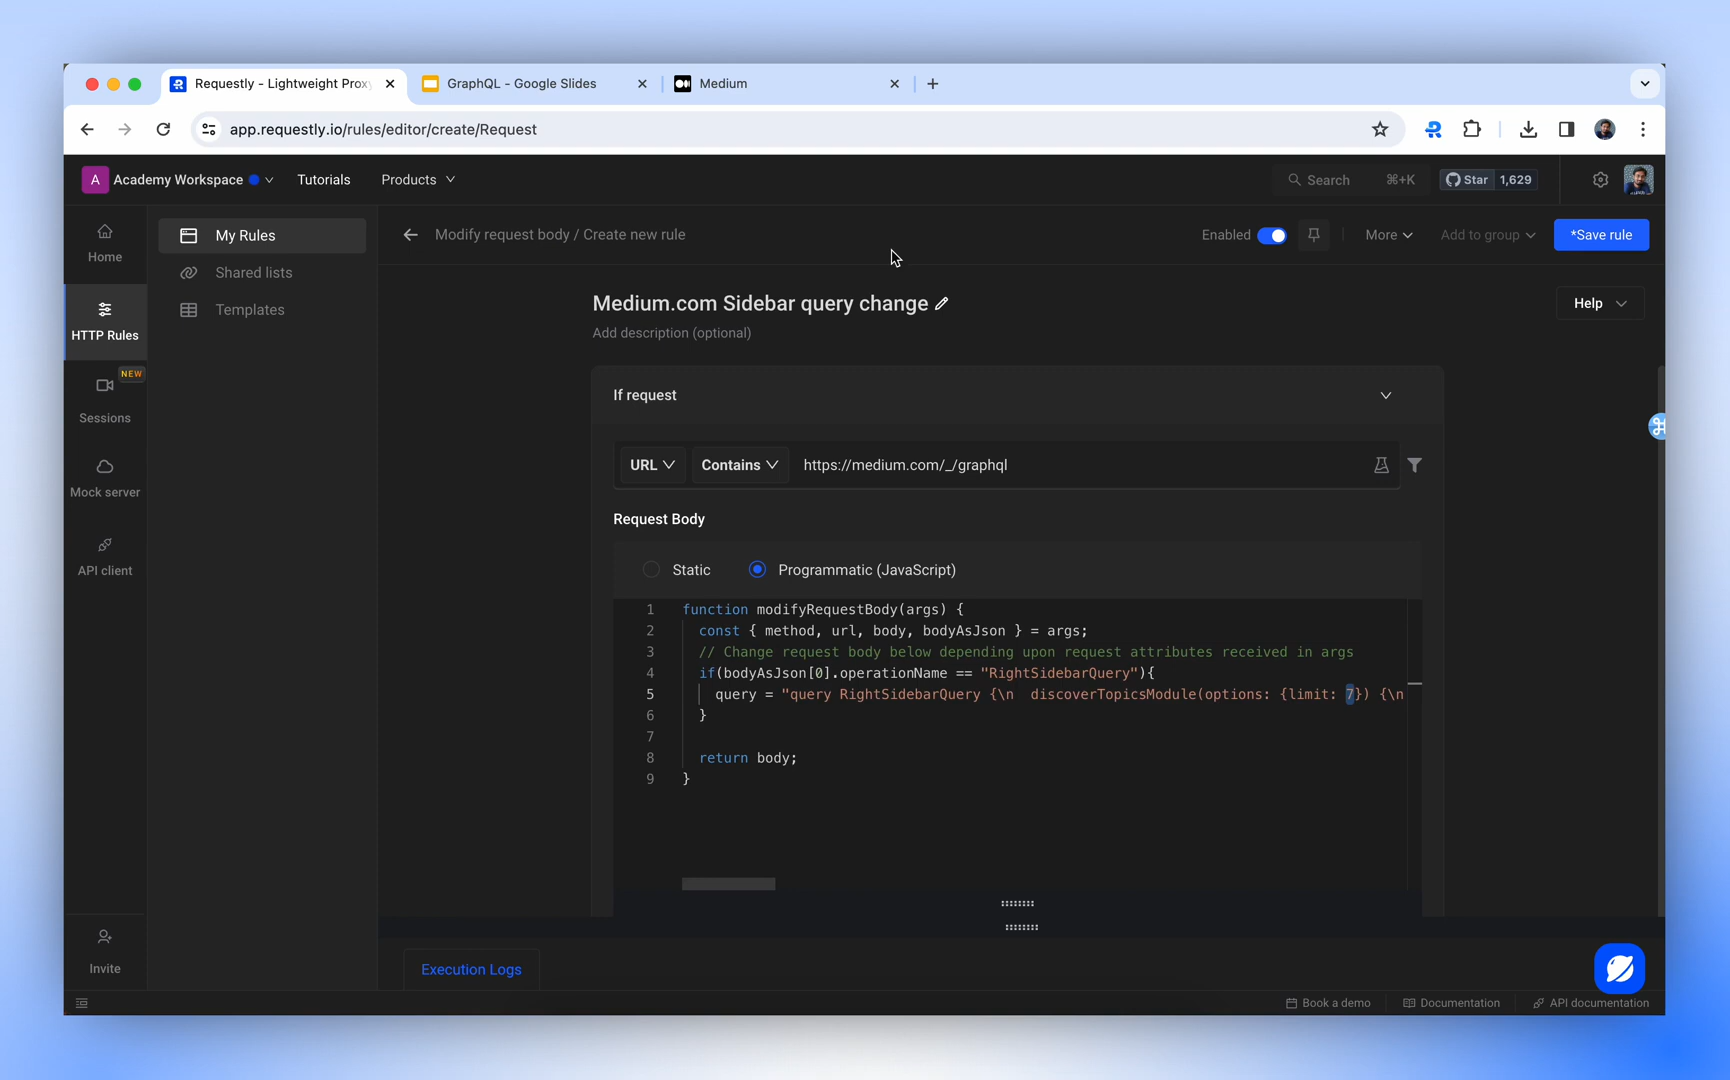 Requestly - Lightweight Proxy
GraphQL - Google Slides
Medium
app.requestly.io/rules/editor/create/Request
A Academy Workspace
Tutorials
Products
Search ⌘+K
Star 1,629
Home
HTTP Rules
NEW
Sessions
Mock server
API client
Invite
My Rules
Shared lists
Templates
Modify request body / Create new rule
Enabled
More
Add to group
*Save rule
Medium.com Sidebar query change
Add description (optional)
Help
If request
URL Contains https://medium.com/_/graphql
Request Body
Static Programmatic (JavaScript)
1 function modifyRequestBody(args) {
2 const { method, url, body, bodyAsJson } = args;
3 // Change request body below depending upon request attributes received in args
4 if(bodyAsJson[0].operationName == "RightSidebarQuery"){
5 query = "query RightSidebarQuery {\n  discoverTopicsModule(options: {limit: 7}) {\n
6 }
7
8 return body;
9 }
Execution Logs
Book a demo
Documentation
API documentation